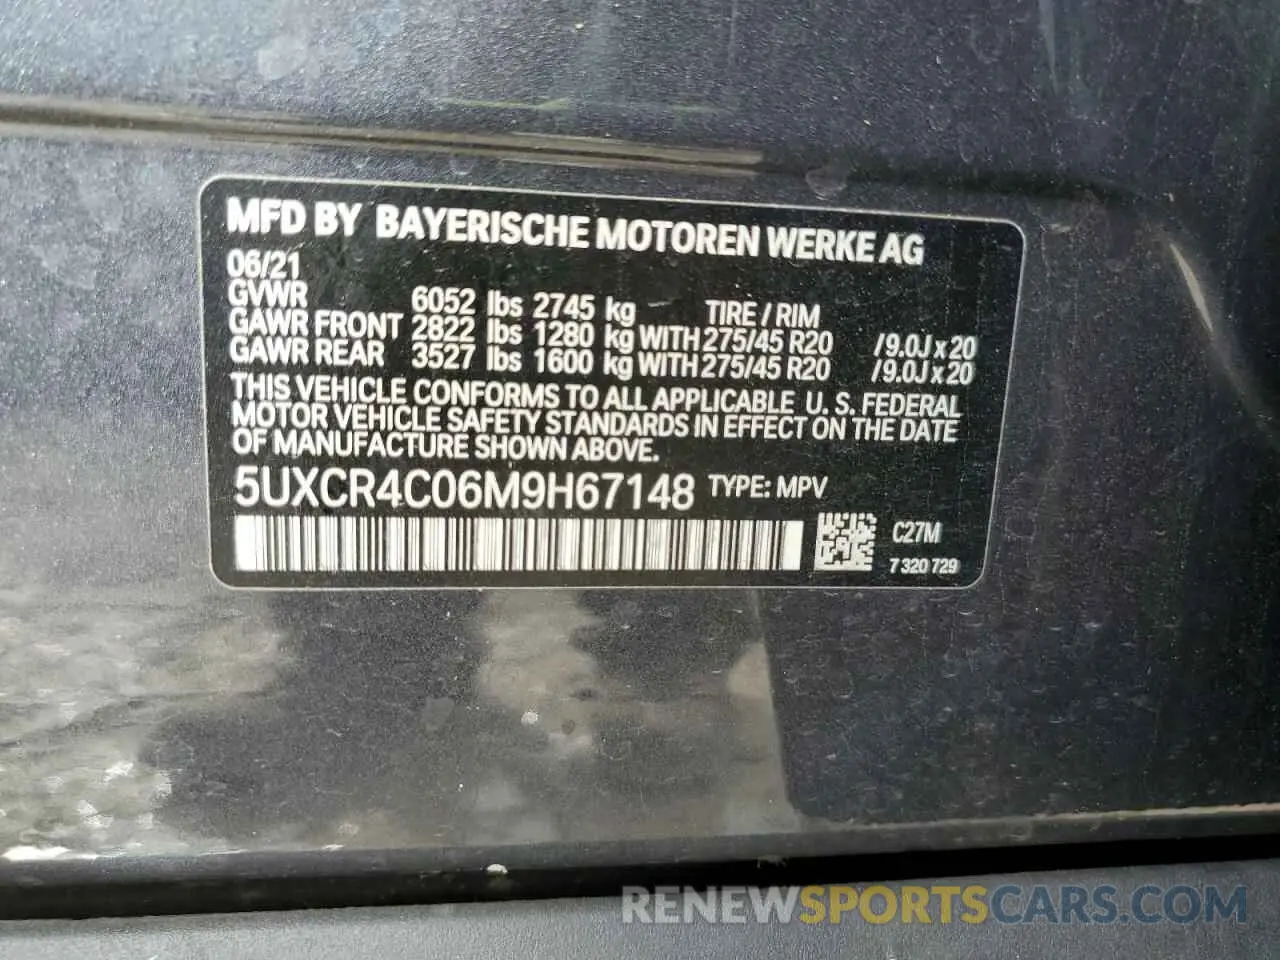 MFD BY BAYERISCHE MOTOREN WERKE AG
06/21
GVWR 6052 lbs 2745 kg TIRE / RIM
GAWR FRONT 2822 lbs 1280 kg WITH 275/45 R20 /9.0J x 20
GAWR REAR 3527 lbs 1600 kg WITH 275/45 R20 /9.0J x 20
THIS VEHICLE CONFORMS TO ALL APPLICABLE U. S. FEDERAL
MOTOR VEHICLE SAFETY STANDARDS IN EFFECT ON THE DATE
OF MANUFACTURE SHOWN ABOVE.
5UXCR4C06M9H67148 TYPE: MPV
C27M
7 320 729
RENEWSPORTSCARS.COM